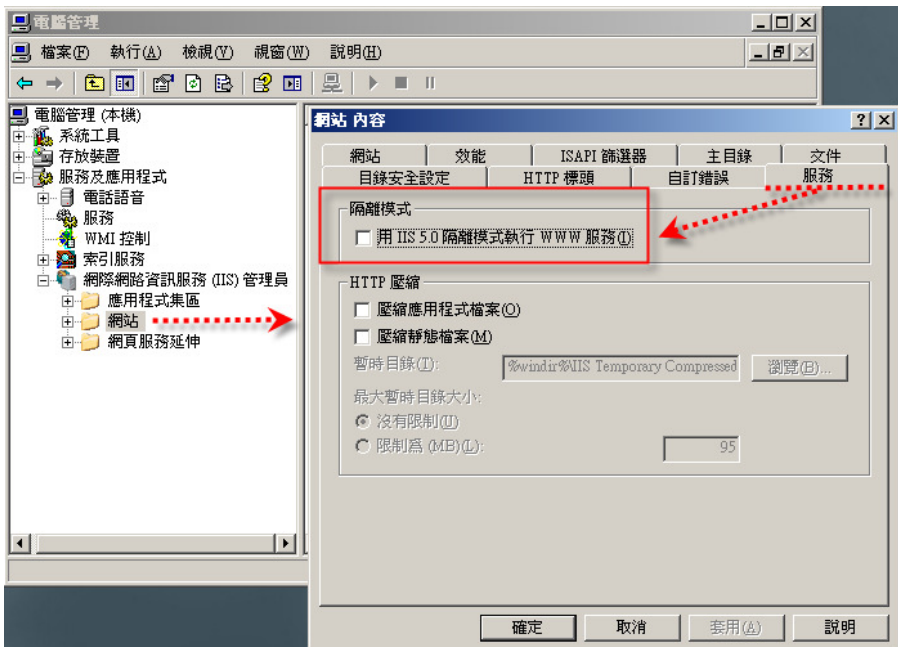 電腦管理
檔案(F) 執行(A) 檢視(V) 視窗(W) 說明(H)
電腦管理 (本機)
系統工具
存放裝置
服務及應用程式
電話語音
服務
WMI 控制
索引服務
網際網路資訊服務 (IIS) 管理員
應用程式集區
網站
網頁服務延伸
網站 內容
網站 效能 ISAPI 篩選器 主目錄 文件
目錄安全設定 HTTP 標頭 自訂錯誤 服務
隔離模式
用 IIS 5.0 隔離模式執行 WWW 服務(I)
HTTP 壓縮
壓縮應用程式檔案(O)
壓縮靜態檔案(M)
暫時目錄(T): %windir%\IIS Temporary Compressed 瀏覽(B)...
最大暫時目錄大小:
沒有限制(U)
限制為 (MB)(L): 95
確定 取消 套用(A) 說明